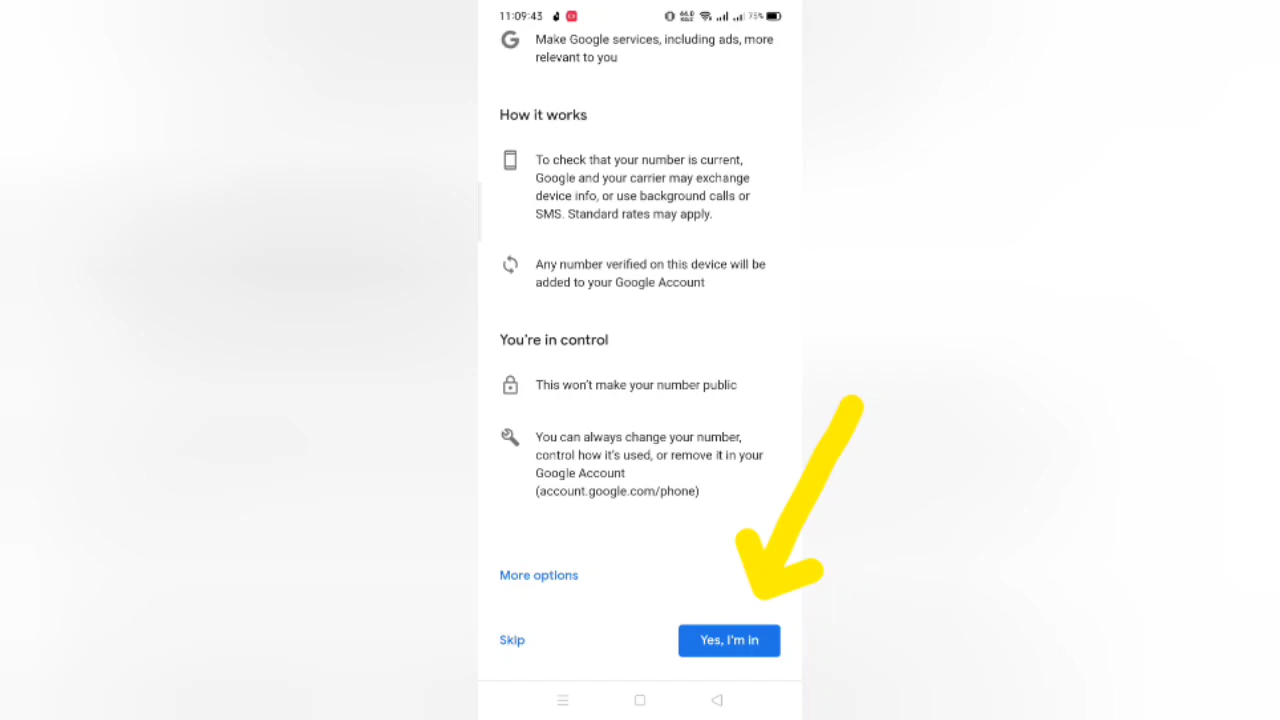 11:09:43
75%
Make Google services, including ads, more
relevant to you
How it works
To check that your number is current,
Google and your carrier may exchange
device info, or use background calls or
SMS. Standard rates may apply.
Any number verified on this device will be
added to your Google Account
You're in control
This won't make your number public
You can always change your number,
control how it's used, or remove it in your
Google Account
(account.google.com/phone)
More options
Skip
Yes, I'm in